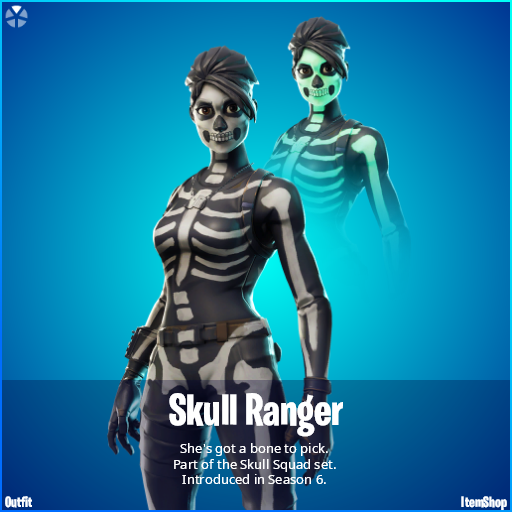 Skull Ranger
She's got a bone to pick.
Part of the Skull Squad set.
Introduced in Season 6.
Outfit
ItemShop